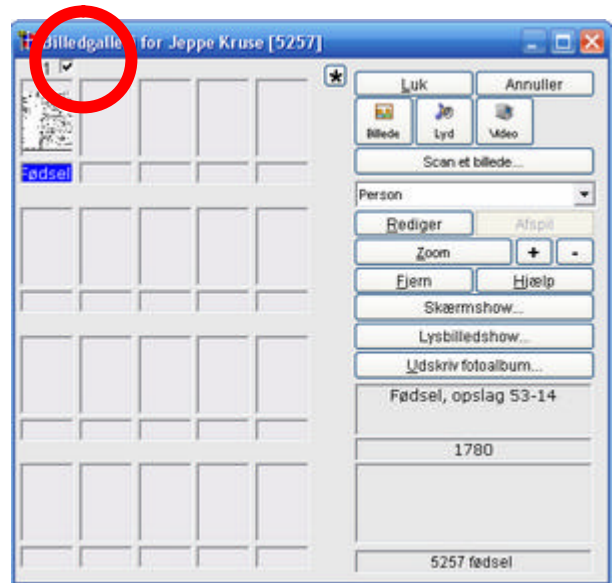 Billedgalleri for Jeppe Kruse [5257]
1
Fødsel
Luk
Annuller
Billede
Lyd
Video
Scan et billede...
Person
Rediger
Afspil
Zoom
+
-
Fjern
Hjælp
Skærmshow...
Lysbilledshow...
Udskriv fotoalbum...
Fødsel, opslag 53-14
1780
5257 fødsel